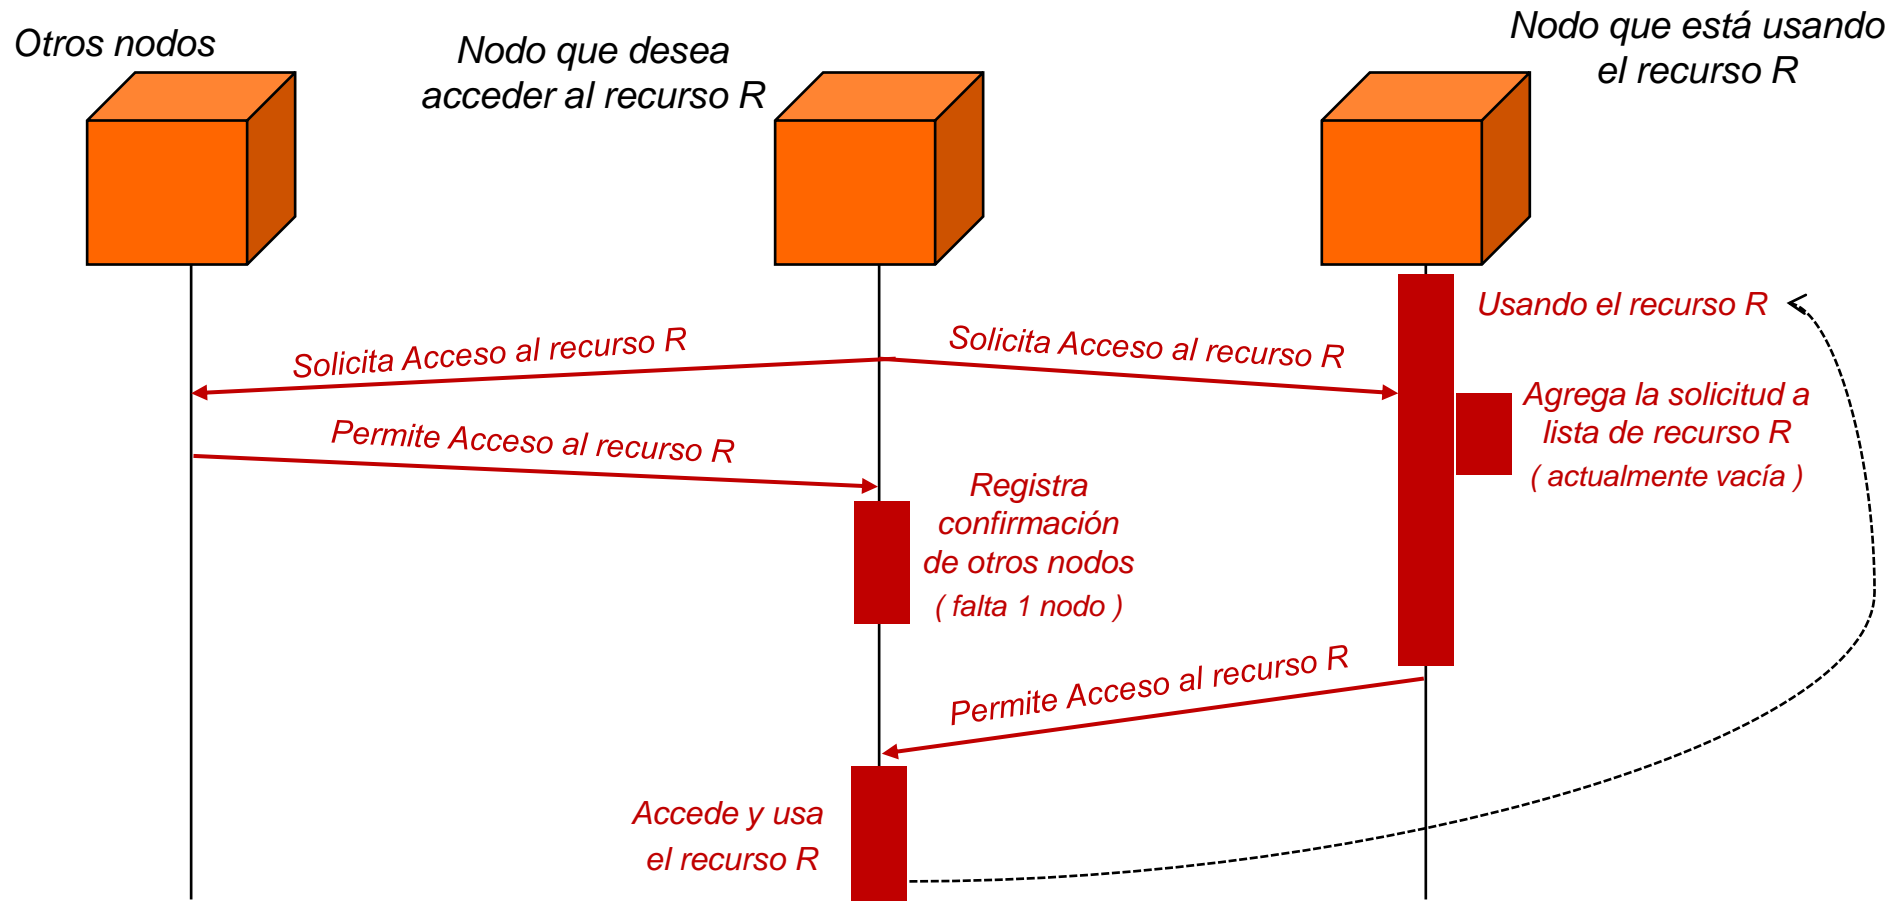 Otros nodos
Nodo que desea
acceder al recurso R
Nodo que está usando
el recurso R
Usando el recurso R
Solicita Acceso al recurso R
Solicita Acceso al recurso R
Agrega la solicitud a
lista de recurso R
( actualmente vacía )
Permite Acceso al recurso R
Registra
confirmación
de otros nodos
( falta 1 nodo )
Permite Acceso al recurso R
Accede y usa
el recurso R